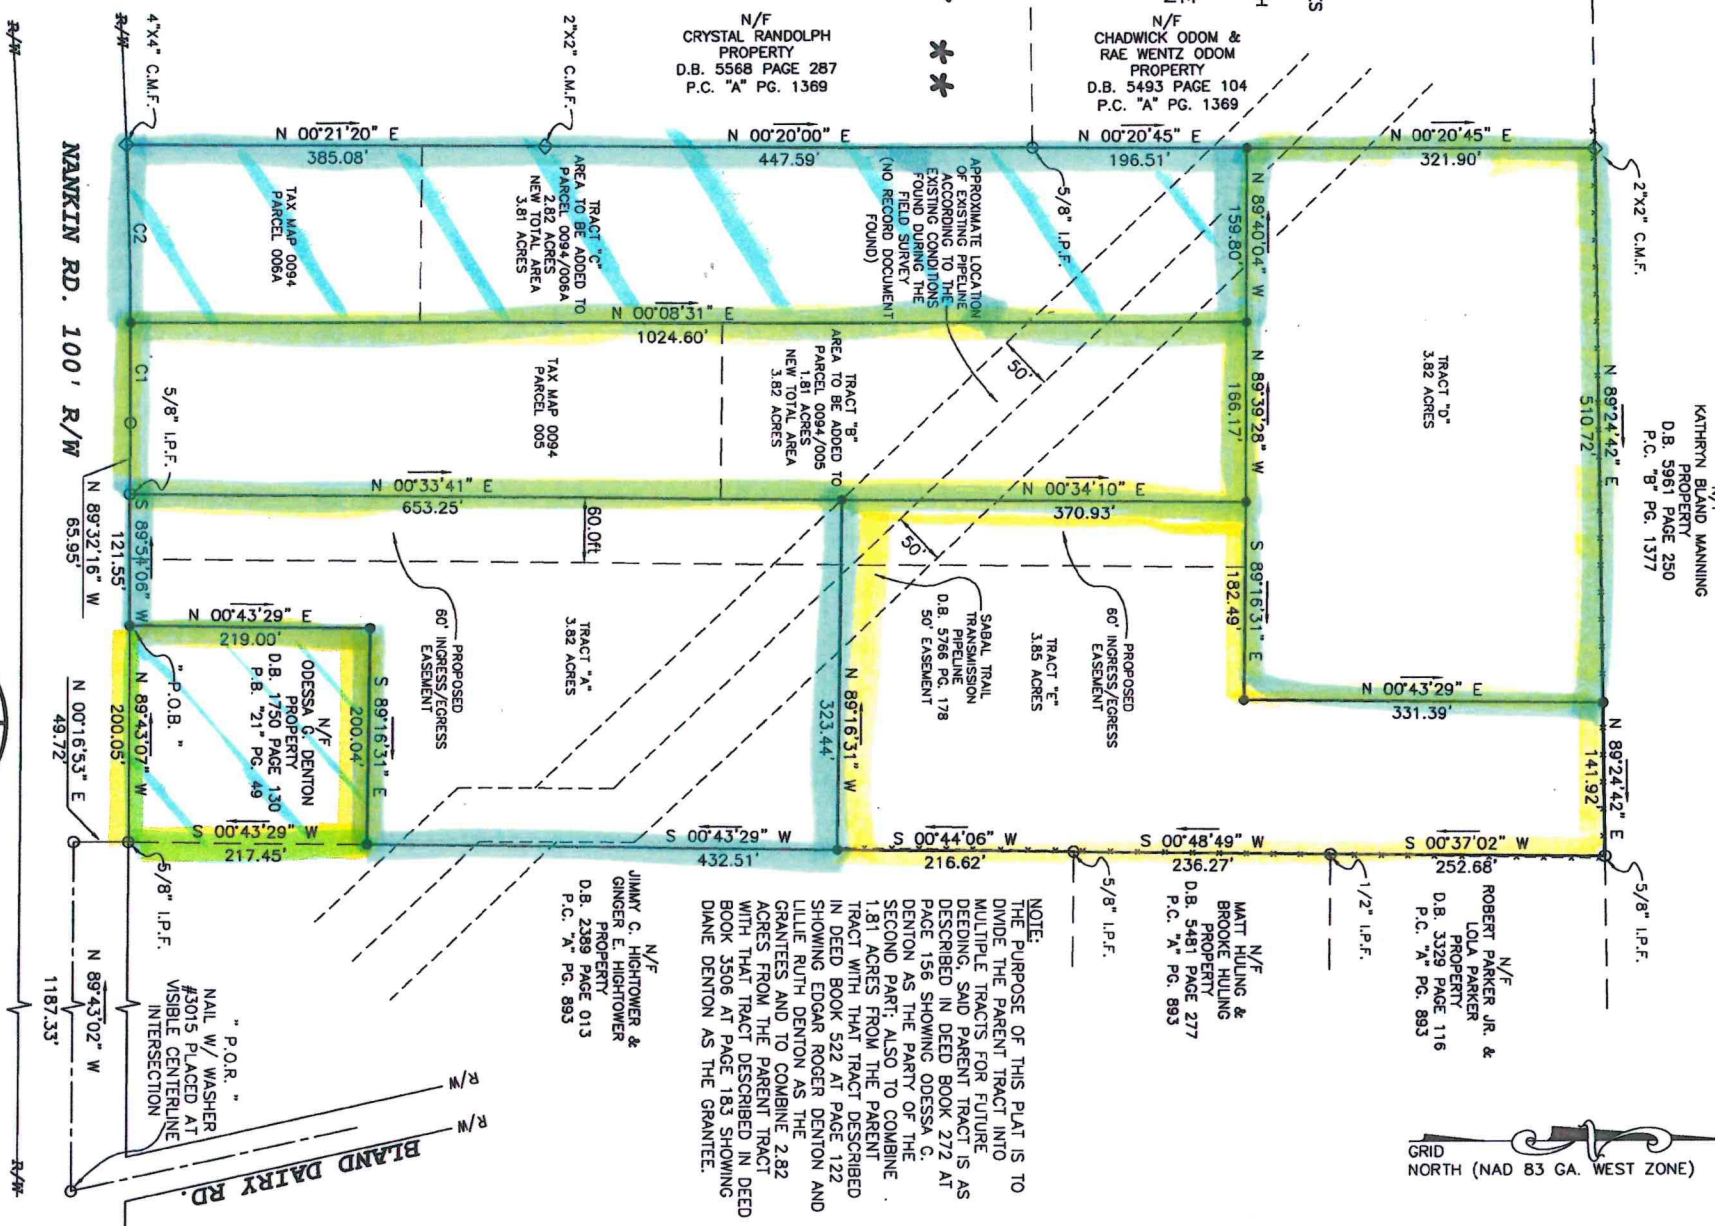 N/F
CRYSTAL RANDOLPH
PROPERTY
D.B. 5568 PAGE 287
P.C. "A" PG. 1369
**
N/F
CHADWICK ODOM &
RAE WENTZ ODOM
PROPERTY
D.B. 5493 PAGE 104
P.C. "A" PG. 1369
R/W
R/W
4"X4" C.M.F.
2"X2" C.M.F.
2"X2" C.M.F.
N 00°21'20" E
385.08'
N 00°20'00" E
447.59'
5/8" I.P.F.
N 00°20'45" E
196.51'
N 00°20'45" E
321.90'
N/F
KATHRYN BLAND MANNING
PROPERTY
D.B. 5961 PAGE 250
P.C. "B" PG. 1377
N 89°24'42" E
510.72'
NANKIN RD. 100' R/W
C2
TAX MAP 0094
PARCEL 006A
TRACT "C"
AREA TO BE ADDED TO
PARCEL 0094/006A
2.82 ACRES
NEW TOTAL AREA
3.81 ACRES
APPROXIMATE LOCATION
OF EXISTING PIPELINE
ACCORDING TO THE
EXISTING CONDITIONS
FOUND DURING THE
FIELD SURVEY
(NO RECORD DOCUMENT
FOUND)
N 89°40'04" W
159.80'
TRACT "D"
3.82 ACRES
N 00°08'31" E
1024.60'
C1
5/8" I.P.F.
TAX MAP 0094
PARCEL 005
TRACT "B"
AREA TO BE ADDED TO
PARCEL 0094/005
1.81 ACRES
NEW TOTAL AREA
3.82 ACRES
50'
N 89°39'28" W
166.17'
N 00°33'41" E
653.25'
N 00°34'10" E
370.93'
N 89°32'16" W
65.95'
S 89°54'06" W
121.55'
60.0ft
50'
S 89°16'31" E
182.49'
PROPOSED
60' INGRESS/EGRESS
EASEMENT
TRACT "A"
3.82 ACRES
N 89°16'31" W
323.44'
SABAL TRAIL
TRANSMISSION
PIPELINE
D.B. 5766 PG. 178
50' EASEMENT
TRACT "E"
3.85 ACRES
PROPOSED
60' INGRESS/EGRESS
EASEMENT
N 00°43'29" E
331.39'
N 89°24'42" E
141.92'
N 00°43'29" E
219.00'
" P.O.B. "
N/F
ODESSA C. DENTON
PROPERTY
D.B. 1750 PAGE 130
P.B. "21" PG. 49
S 89°16'31" E
200.04'
N 89°43'07" W
200.05'
N 00°16'53" E
49.72'
S 00°43'29" W
217.45'
S 00°43'29" W
432.51'
S 00°44'06" W
216.62'
S 00°48'49" W
236.27'
S 00°37'02" W
252.68'
5/8" I.P.F.
5/8" I.P.F.
1/2" I.P.F.
5/8" I.P.F.
N/F
JIMMY C. HIGHTOWER &
GINGER E. HIGHTOWER
PROPERTY
D.B. 2389 PAGE 013
P.C. "A" PG. 893
N/F
MATT HULING &
BROOKE HULING
PROPERTY
D.B. 5481 PAGE 277
P.C. "A" PG. 893
N/F
ROBERT PARKER JR. &
LOLA PARKER
PROPERTY
D.B. 3329 PAGE 116
P.C. "A" PG. 893
NOTE:
THE PURPOSE OF THIS PLAT IS TO
DIVIDE THE PARENT TRACT INTO
MULTIPLE TRACTS FOR FUTURE
DEEDING, SAID PARENT TRACT IS AS
DESCRIBED IN DEED BOOK 272 AT
PAGE 156 SHOWING ODESSA C.
DENTON AS THE PARTY OF THE
SECOND PART; ALSO TO COMBINE
1.81 ACRES FROM THE PARENT
TRACT WITH THAT TRACT DESCRIBED
IN DEED BOOK 522 AT PAGE 122
SHOWING EDGAR ROGER DENTON AND
LILLIE RUTH DENTON AS THE
GRANTEES AND TO COMBINE 2.82
ACRES FROM THE PARENT TRACT
WITH THAT TRACT DESCRIBED IN DEED
BOOK 3506 AT PAGE 183 SHOWING
DIANE DENTON AS THE GRANTEE.
N 89°43'02" W
1187.33'
" P.O.R. "
NAIL W/ WASHER
#3015 PLACED AT
VISIBLE CENTERLINE
INTERSECTION
R/W
R/W
BLAND DAIRY RD.
R/W
GRID
NORTH (NAD 83 GA. WEST ZONE)